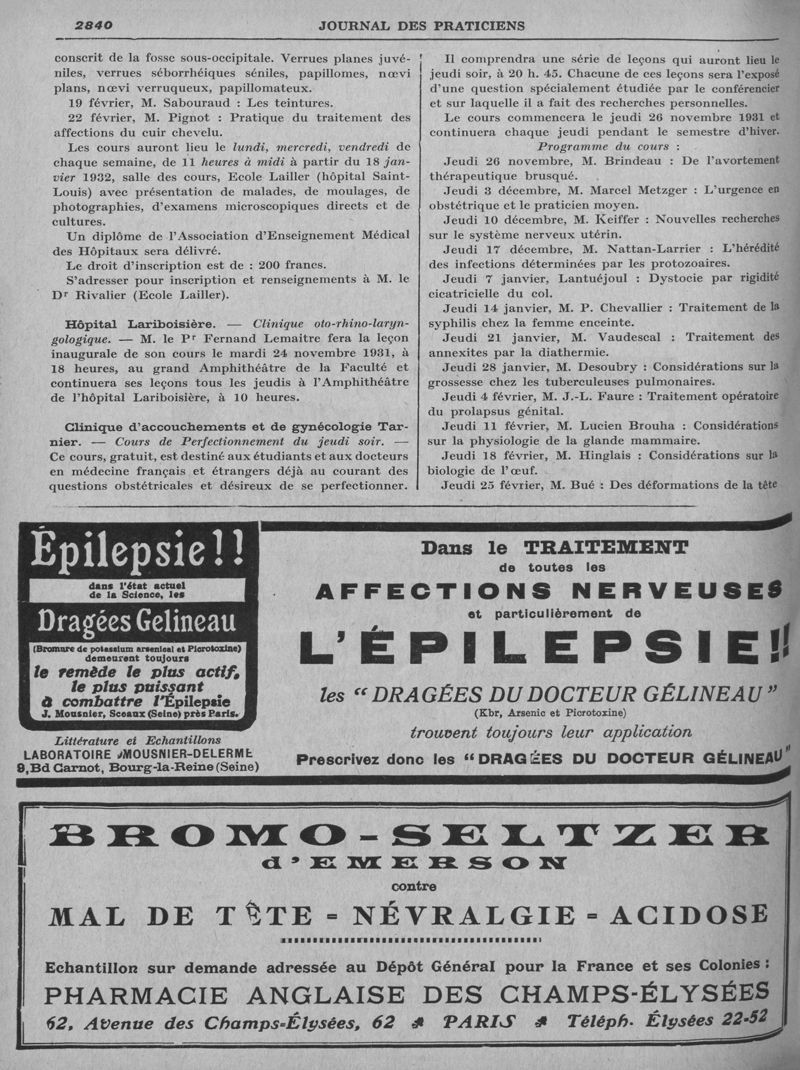 2840
JOURNAL DES PRATICIENS
conscrit de la fosse sous-occipitale. Verrues planes juvé-
niles, verrues séborrhéiques séniles, papillomes, nœvi
plans, nœvi verruqueux, papillomateux.
19 février, M. Sabouraud : Les teintures.
22 février, M. Pignot : Pratique du traitement des
affections du cuir chevelu.
Les cours auront lieu le lundi, mercredi, vendredi de
chaque semaine, de 11 heures à midi à partir du 18 jan-
vier 1932, salle des cours, Ecole Lailler (hôpital Saint-
Louis) avec présentation de malades, de moulages, de
photographies, d'examens microscopiques directs et de
cultures.
Un diplôme de l'Association d'Enseignement Médical
des Hôpitaux sera délivré.
Le droit d'inscription est de : 200 francs.
S'adresser pour inscription et renseignements à M. le
Dr Rivalier (Ecole Lailler).
Hôpital Lariboisière. — Clinique oto-rhino-laryn-
gologique. — M. le Pr Fernand Lemaitre fera la leçon
inaugurale de son cours le mardi 24 novembre 1931, à
18 heures, au grand Amphithéâtre de la Faculté et
continuera ses leçons tous les jeudis à l'Amphithéâtre
de l'hôpital Lariboisière, à 10 heures.
Clinique d'accouchements et de gynécologie Tar-
nier. — Cours de Perfectionnement du jeudi soir. —
Ce cours, gratuit, est destiné aux étudiants et aux docteurs
en médecine français et étrangers déjà au courant des
questions obstétricales et désireux de se perfectionner.
Il comprendra une série de leçons qui auront lieu le
jeudi soir, à 20 h. 45. Chacune de ces leçons sera l'exposé
d'une question spécialement étudiée par le conférencier
et sur laquelle il a fait des recherches personnelles.
Le cours commencera le jeudi 26 novembre 1931 et
continuera chaque jeudi pendant le semestre d'hiver.
Programme du cours :
Jeudi 26 novembre, M. Brindeau : De l'avortement
thérapeutique brusqué.
Jeudi 3 décembre, M. Marcel Metzger : L'urgence en
obstétrique et le praticien moyen.
Jeudi 10 décembre, M. Keiffer : Nouvelles recherches
sur le système nerveux utérin.
Jeudi 17 décembre, M. Nattan-Larrier : L'hérédité
des infections déterminées par les protozoaires.
Jeudi 7 janvier, Lantuéjoul : Dystocie par rigidité
cicatricielle du col.
Jeudi 14 janvier, M. P. Chevallier : Traitement de la
syphilis chez la femme enceinte.
Jeudi 21 janvier, M. Vaudescal : Traitement des
annexites par la diathermie.
Jeudi 28 janvier, M. Desoubry : Considérations sur la
grossesse chez les tuberculeuses pulmonaires.
Jeudi 4 février, M. J.-L. Faure : Traitement opératoire
du prolapsus génital.
Jeudi 11 février, M. Lucien Brouha : Considérations
sur la physiologie de la glande mammaire.
Jeudi 18 février, M. Hinglais : Considérations sur la
biologie de l'œuf.
Jeudi 25 février, M. Bué : Des déformations de la tête
Épilepsie!!
dans l'état actuel
de la Science, les
Dragées Gelineau
(Bromure de potassium arsenical et Picrotoxine)
demeurent toujours
le remède le plus actif,
le plus puissant
à combattre l'Épilepsie
J. Mousnier, Sceaux (Seine) près Paris.
Littérature et Echantillons
LABORATOIRE MOUSNIER-DELERME
9, Bd Carnot, Bourg-la-Reine (Seine)
Dans le TRAITEMENT
de toutes les
AFFECTIONS NERVEUSES
et particulièrement de
L'ÉPILEPSIE!!
les “DRAGÉES DU DOCTEUR GÉLINEAU”
(Kbr, Arsenic et Picrotoxine)
trouvent toujours leur application
Prescrivez donc les “DRAGÉES DU DOCTEUR GÉLINEAU”
BROMO-SELTZER
d'EMERSON
contre
MAL DE TÊTE = NÉVRALGIE = ACIDOSE
Echantillon sur demande adressée au Dépôt Général pour la France et ses Colonies :
PHARMACIE ANGLAISE DES CHAMPS-ÉLYSÉES
62, Avenue des Champs-Élysées, 62 PARIS Téléph. Élysées 22-52